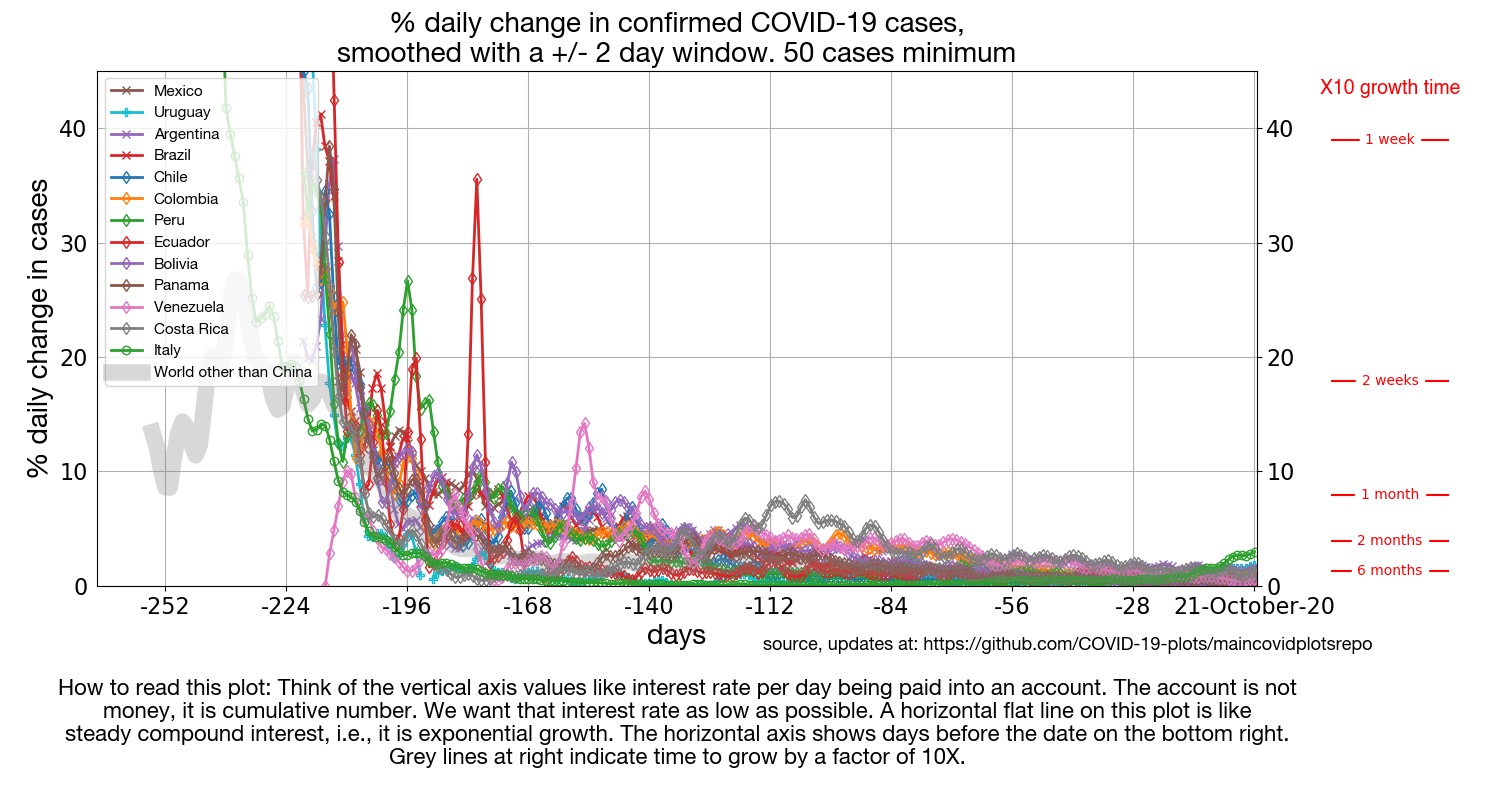 % daily change in confirmed COVID-19 cases,
smoothed with a +/- 2 day window. 50 cases minimum
X10 growth time
Mexico
Uruguay
Argentina
Brazil
Chile
Colombia
Peru
Ecuador
Bolivia
Panama
Venezuela
Costa Rica
Italy
World other than China
% daily change in cases
40
30
20
10
0
40
30
20
10
0
1 week
2 weeks
1 month
2 months
6 months
-252 -224 -196 -168 -140 -112 -84 -56 -28 21-October-20
days
source, updates at: https://github.com/COVID-19-plots/maincovidplotsrepo
How to read this plot: Think of the vertical axis values like interest rate per day being paid into an account. The account is not
money, it is cumulative number. We want that interest rate as low as possible. A horizontal flat line on this plot is like
steady compound interest, i.e., it is exponential growth. The horizontal axis shows days before the date on the bottom right.
Grey lines at right indicate time to grow by a factor of 10X.